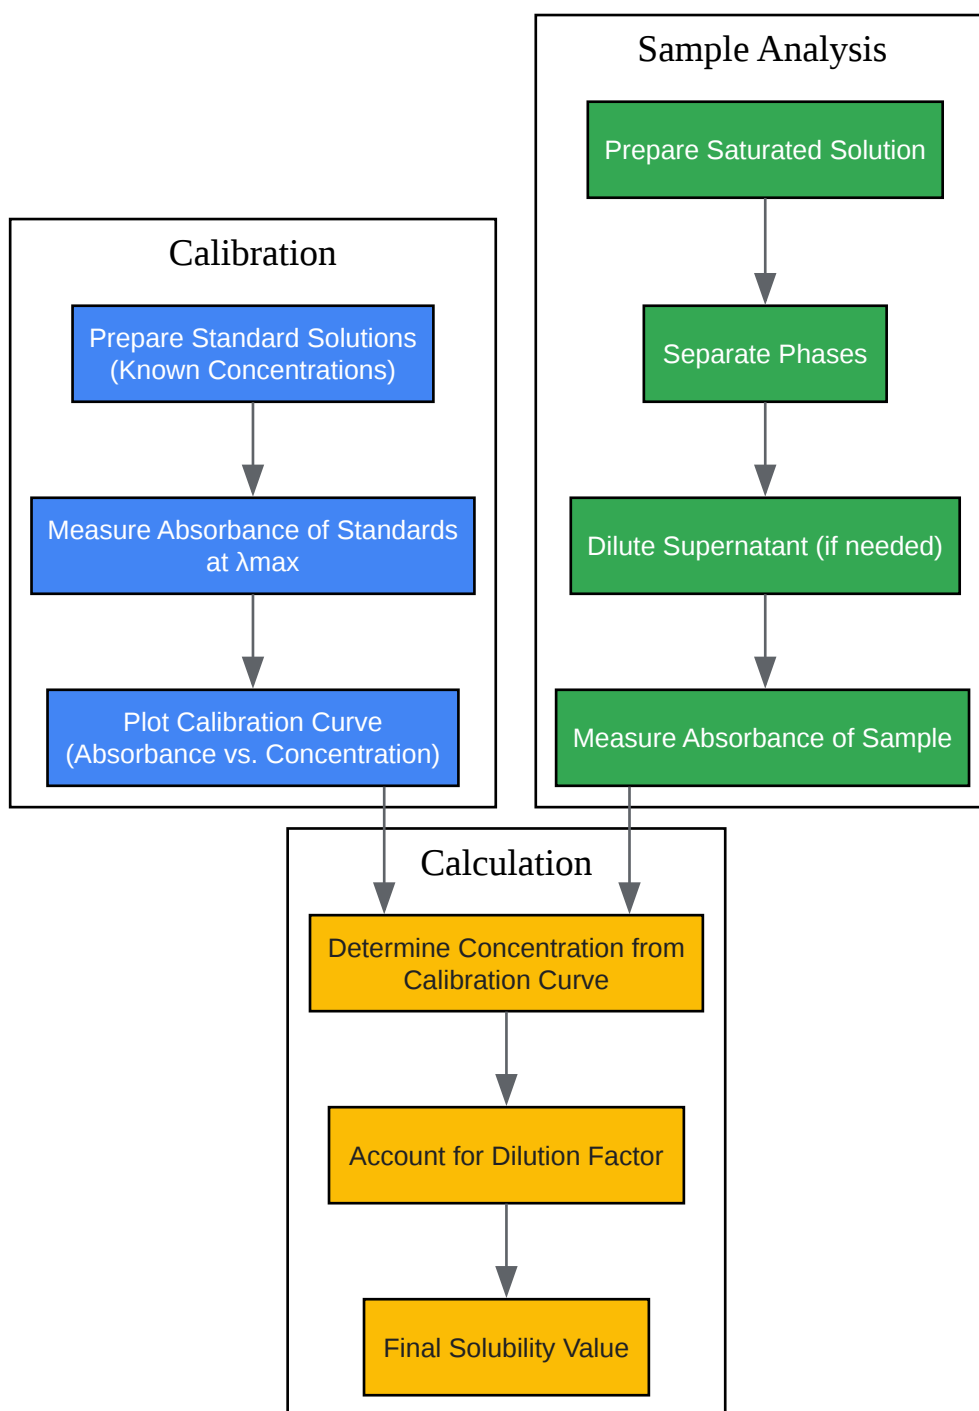 Sample Analysis
Prepare Saturated Solution
Separate Phases
Dilute Supernatant (if needed)
Measure Absorbance of Sample
Calibration
Prepare Standard Solutions
(Known Concentrations)
Measure Absorbance of Standards
at λmax
Plot Calibration Curve
(Absorbance vs. Concentration)
Calculation
Determine Concentration from
Calibration Curve
Account for Dilution Factor
Final Solubility Value